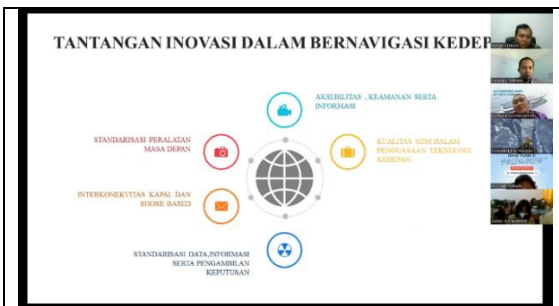 TANTANGAN INOVASI DALAM BERNAVIGASI KEDEP
AKSEBILITAS , KEAMANAN SERTA
INFORMASI
STANDARISASI PERALATAN
MASA DEPAN
KUALITAS SDM DALAM
PENGUASAAN TEKNOLOGI
KEDEPAN
INTERKONEKVITAS KAPAL DAN
SHORE BASED
STANDARISASI DATA,INFORMASI
SERTA PENGAMBILAN
KEPUTUSAN